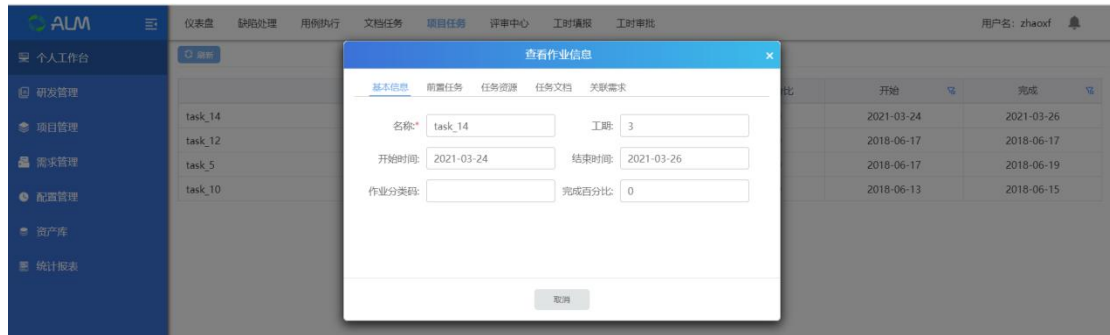 ALM
仪表盘 缺陷处理 用例执行 文档任务 项目任务 评审中心 工时填报 工时审批 用户名：zhaoxf
个人工作台
刷新
研发管理
项目管理
需求管理
配置管理
资产库
统计报表
比 开始 完成
task_14 2021-03-24 2021-03-26
task_12 2018-06-17 2018-06-17
task_5 2018-06-17 2018-06-19
task_10 2018-06-13 2018-06-15
查看作业信息 ×
基本信息 前置任务 任务资源 任务文档 关联需求
名称:* task_14 工期: 3
开始时间: 2021-03-24 结束时间: 2021-03-26
作业分类码: 完成百分比: 0
取消